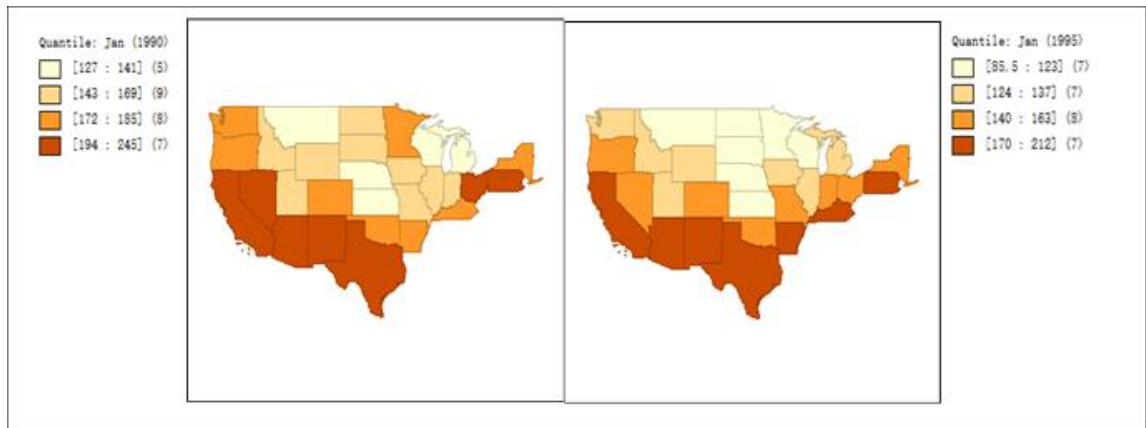 Quantile: Jan (1990)
[127 : 141] (5)
[143 : 169] (9)
[172 : 185] (8)
[194 : 245] (7)
Quantile: Jan (1995)
[85.5 : 123] (7)
[124 : 137] (7)
[140 : 163] (8)
[170 : 212] (7)